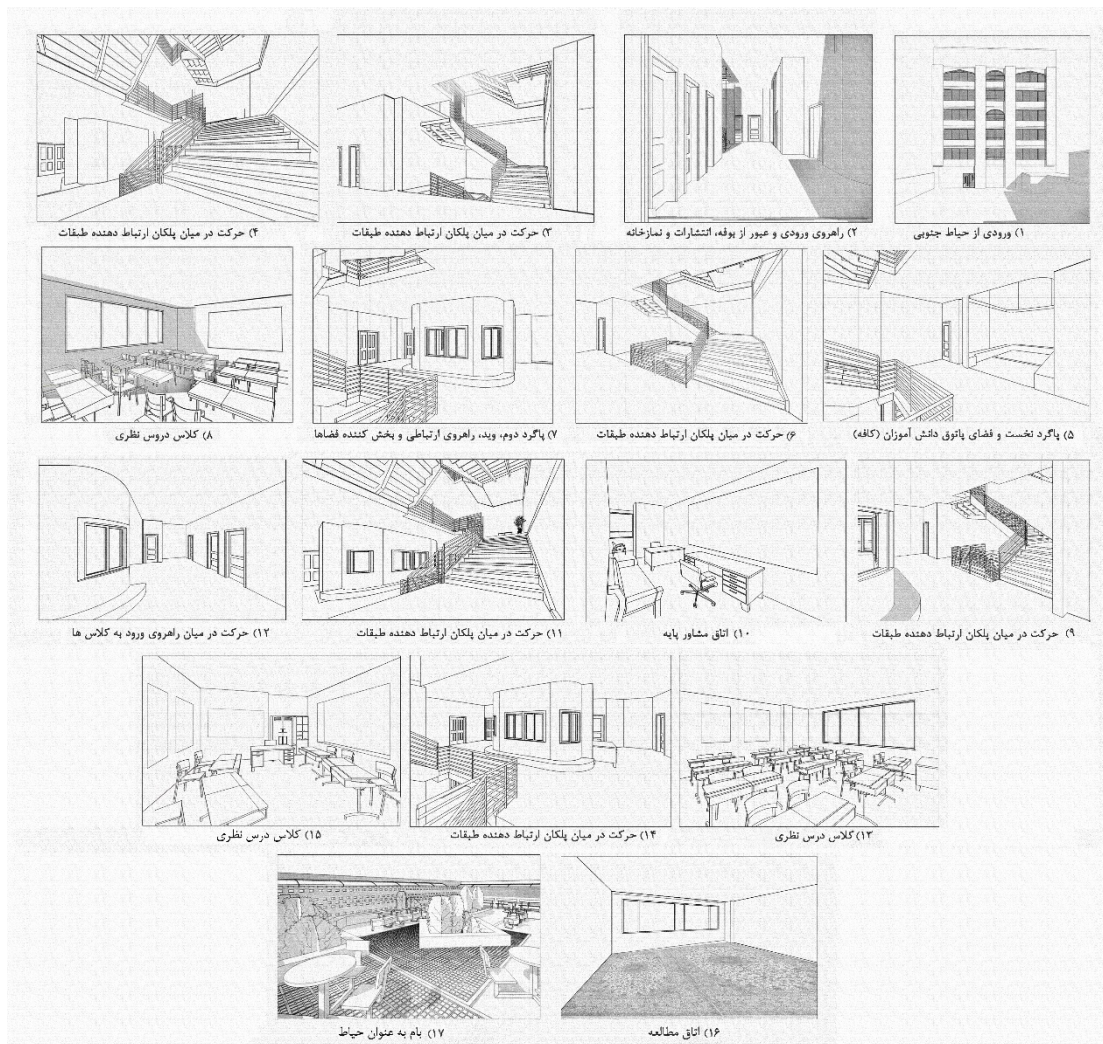 ۱) ورودی از حیاط جنوبی
۲) راهروی ورودی و عبور از بوفه، انتشارات و نمازخانه
۳) حرکت در میان پلکان ارتباط دهنده طبقات
۴) حرکت در میان پلکان ارتباط دهنده طبقات
۵) پاگرد نخست و فضای پاتوق دانش آموزان (کافه)
۶) حرکت در میان پلکان ارتباط دهنده طبقات
۷) پاگرد دوم، وید، راهروی ارتباطی و بخش کننده فضاها
۸) کلاس دروس نظری
۹) حرکت در میان پلکان ارتباط دهنده طبقات
۱۰) اتاق مشاور پایه
۱۱) حرکت در میان پلکان ارتباط دهنده طبقات
۱۲) حرکت در میان راهروی ورود به کلاس ها
۱۳) کلاس درس نظری
۱۴) حرکت در میان پلکان ارتباط دهنده طبقات
۱۵) کلاس درس نظری
۱۶) اتاق مطالعه
۱۷) بام به عنوان حیاط